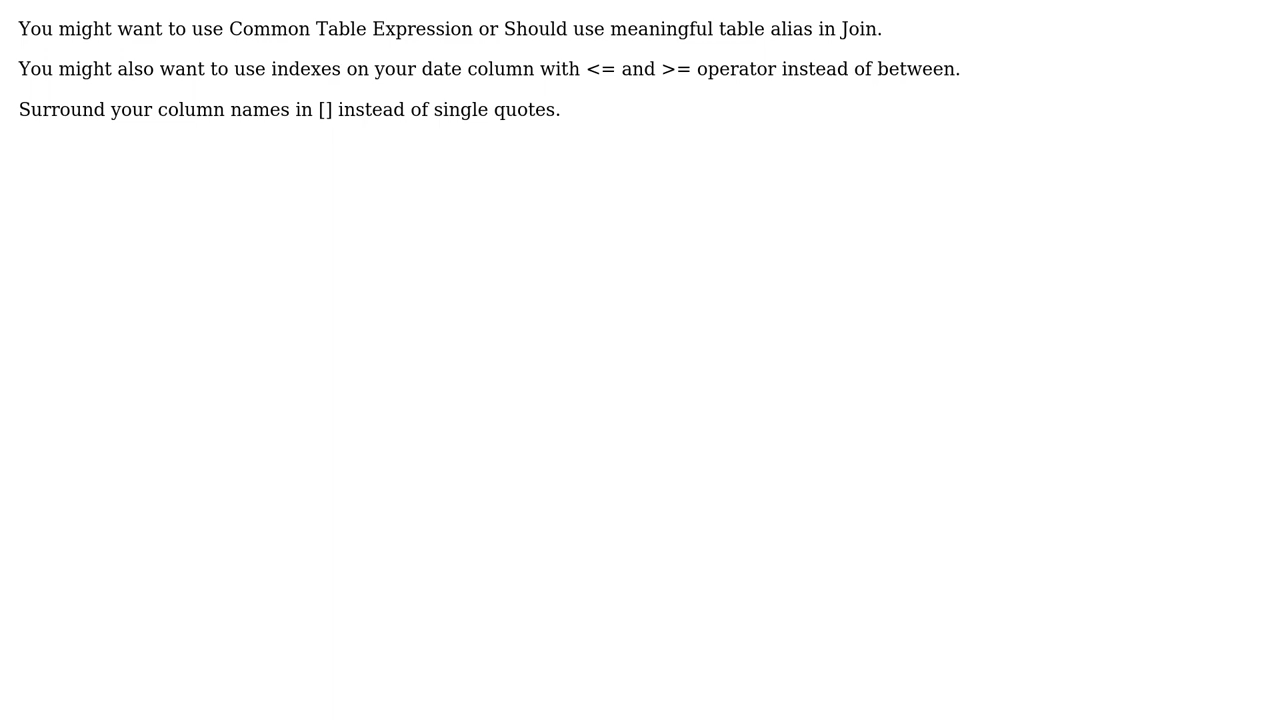 You might want to use Common Table Expression or Should use meaningful table alias in Join.
You might also want to use indexes on your date column with <= and >= operator instead of between.
Surround your column names in [] instead of single quotes.